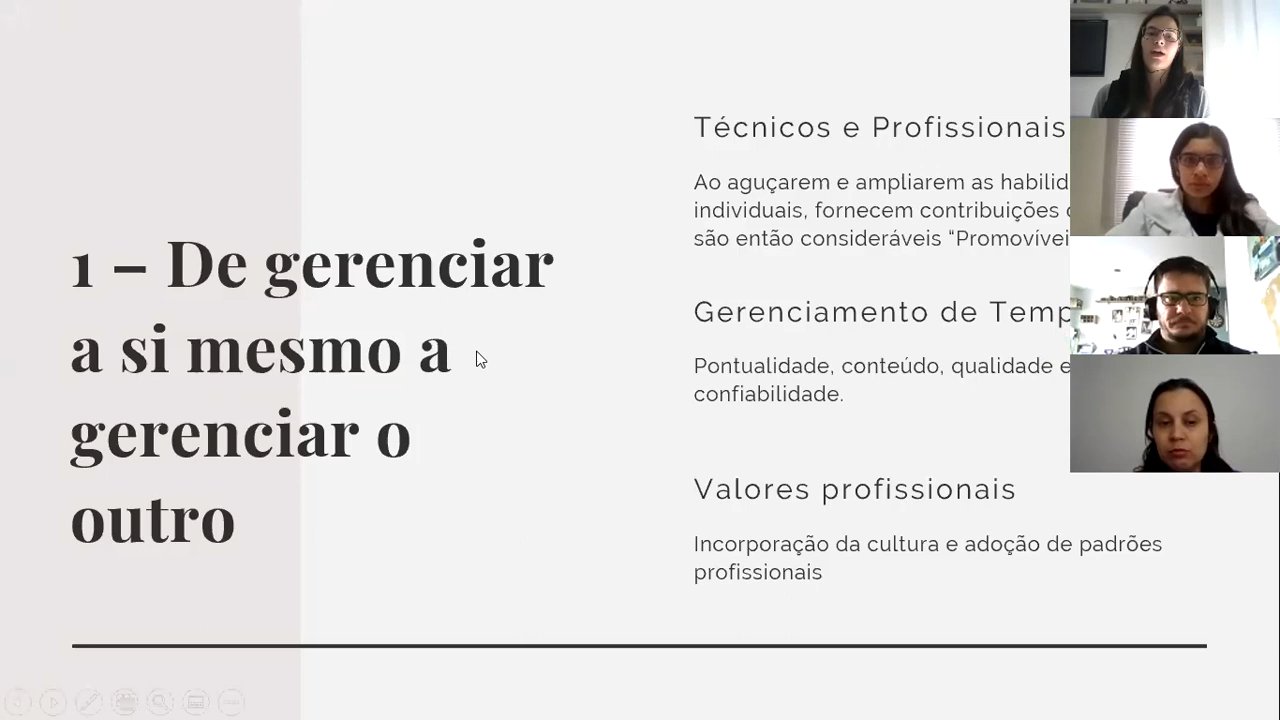 1 – De gerenciar
a si mesmo a
gerenciar o
outro
Técnicos e Profissionais
Ao aguçarem e ampliarem as
individuais, fornecem contribuições
são então consideráveis
Gerenciamento de
Pontualidade, conteúdo, qualidade e
confiabilidade.
Valores profissionais
Incorporação da cultura e adoção de padrões
profissionais